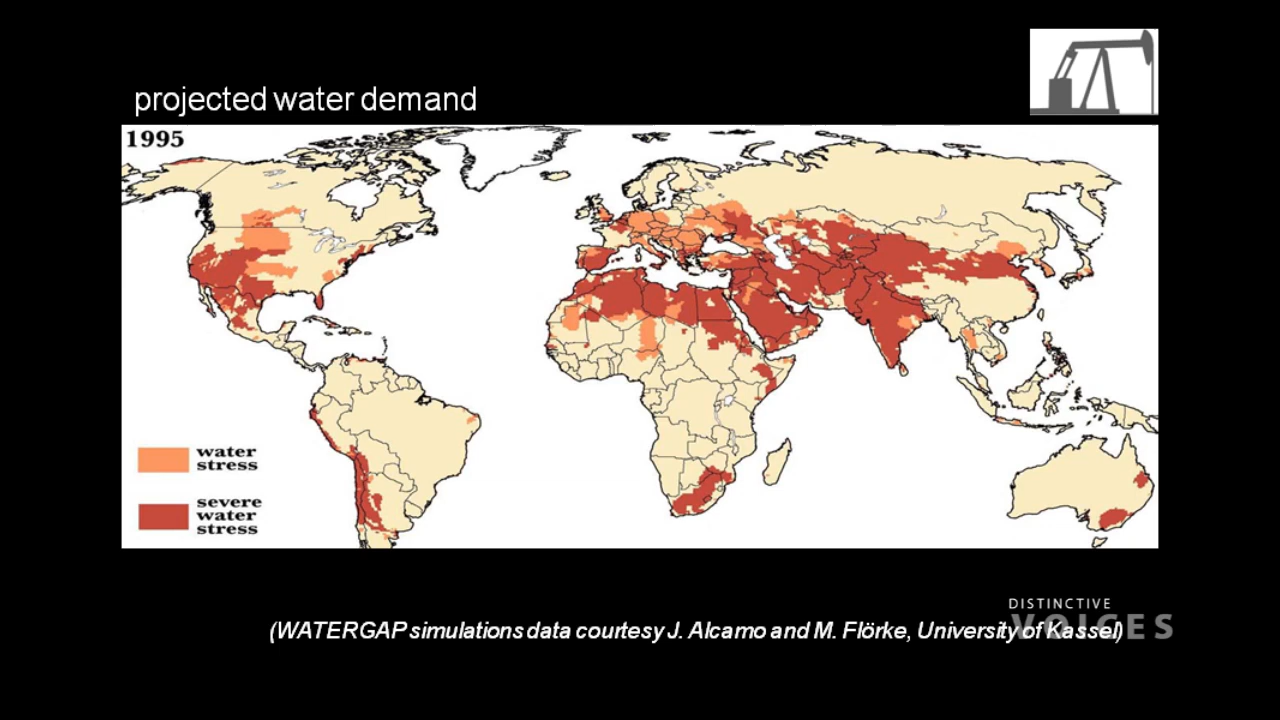 projected water demand
1995
water
stress
severe
water
stress
DISTINCTIVE
VOICES
(WATERGAP simulations data courtesy J. Alcamo and M. Flörke, University of Kassel)